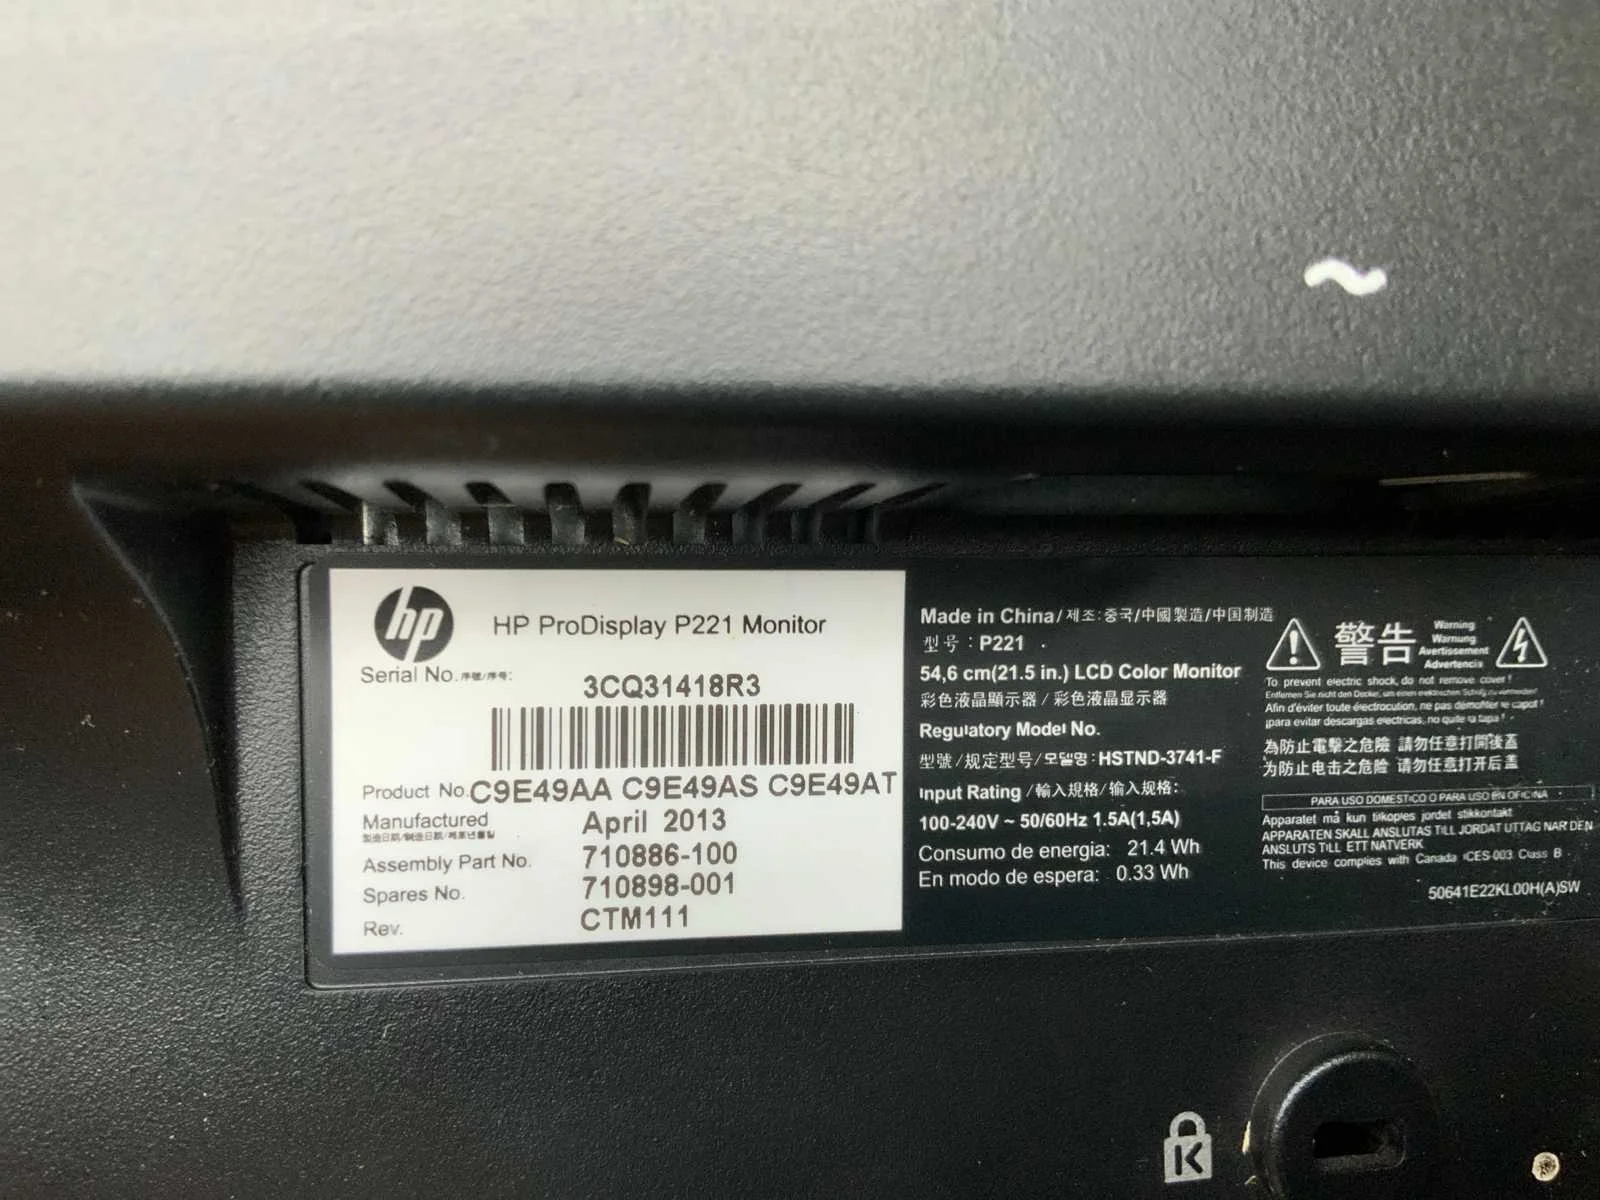 hp
HP ProDisplay P221 Monitor
Serial No. 序號/序号:
3CQ31418R3
Product No. C9E49AA C9E49AS C9E49AT
Manufactured
April 2013
Assembly Part No. 710886-100
Spares No. 710898-001
Rev. CTM111
Made in China/제조:중국/中國製造/中国制造
型号: P221
54,6 cm(21.5 in.) LCD Color Monitor
彩色液晶顯示器 / 彩色液晶显示器
Regulatory Model No.
型號/规定型号/모델명: HSTND-3741-F
Input Rating /輸入規格/输入规格:
100-240V ~ 50/60Hz 1.5A(1,5A)
Consumo de energia: 21.4 Wh
En modo de espera: 0.33 Wh
警告
Warning
Warnung
Avertissement
Advertencia
To prevent electric shock, do not remove cover!
Afin d'éviter toute électrocution, ne pas démonter le capot!
¡para evitar descargas electricas, no quite la tapa!
為防止電擊之危險 請勿任意打開後蓋
为防止电击之危险 请勿任意打开后盖
PARA USO DOMESTICO O PARA USO EN OFICINA
Apparatet må kun tilkoples jordet stikkontakt
APPARATEN SKALL ANSLUTAS TILL JORDAT UTTAG NÄR DEN
ANSLUTS TILL ETT NATVERK
This device complies with Canada ICES-003 Class B
50641E22KL00H(A)SW
K